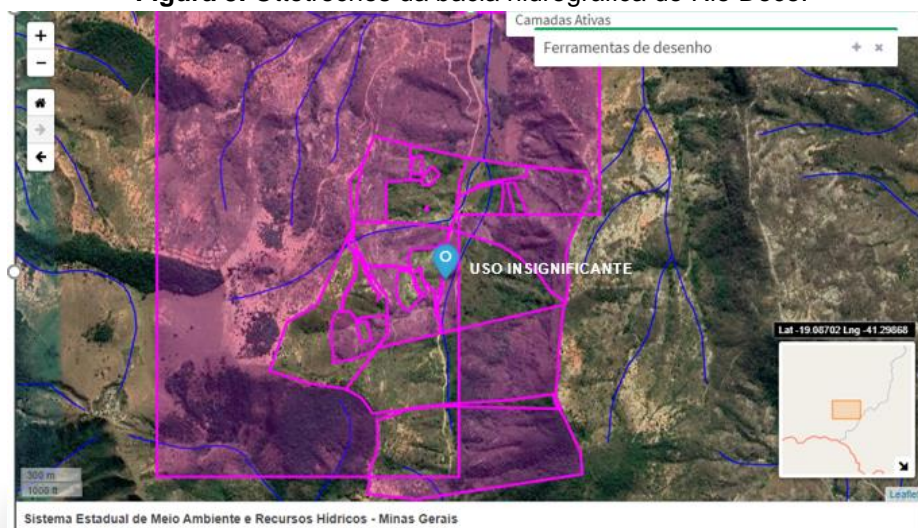 Camadas Ativas
Ferramentas de desenho
USO INSIGNIFICANTE
Lat -19.08702 Lng -41.29868
300 m
1000 ft
Leaflet
Sistema Estadual de Meio Ambiente e Recursos Hídricos - Minas Gerais